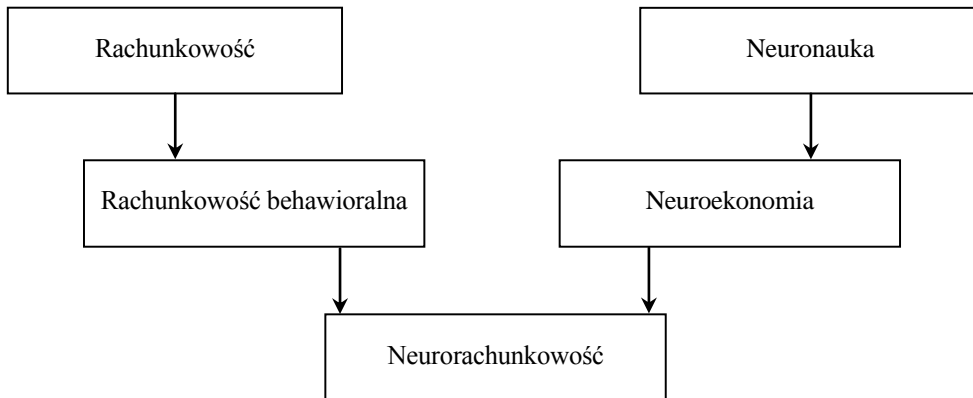 Rachunkowość
Neuronauka
Rachunkowość behawioralna
Neuroekonomia
Neurorachunkowość